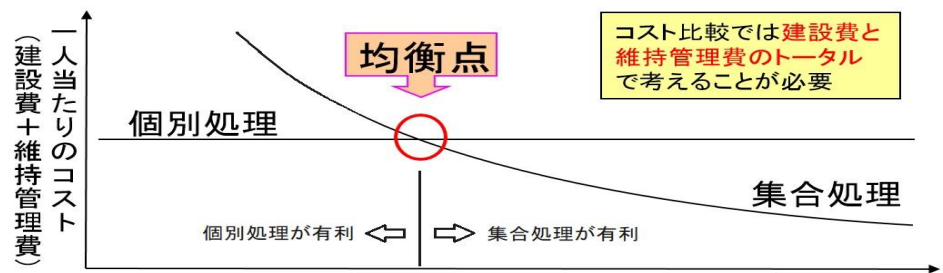 一人当たりのコスト
（建設費＋維持管理費）
均衡点
コスト比較では建設費と
維持管理費のトータル
で考えることが必要
個別処理
集合処理
個別処理が有利
集合処理が有利